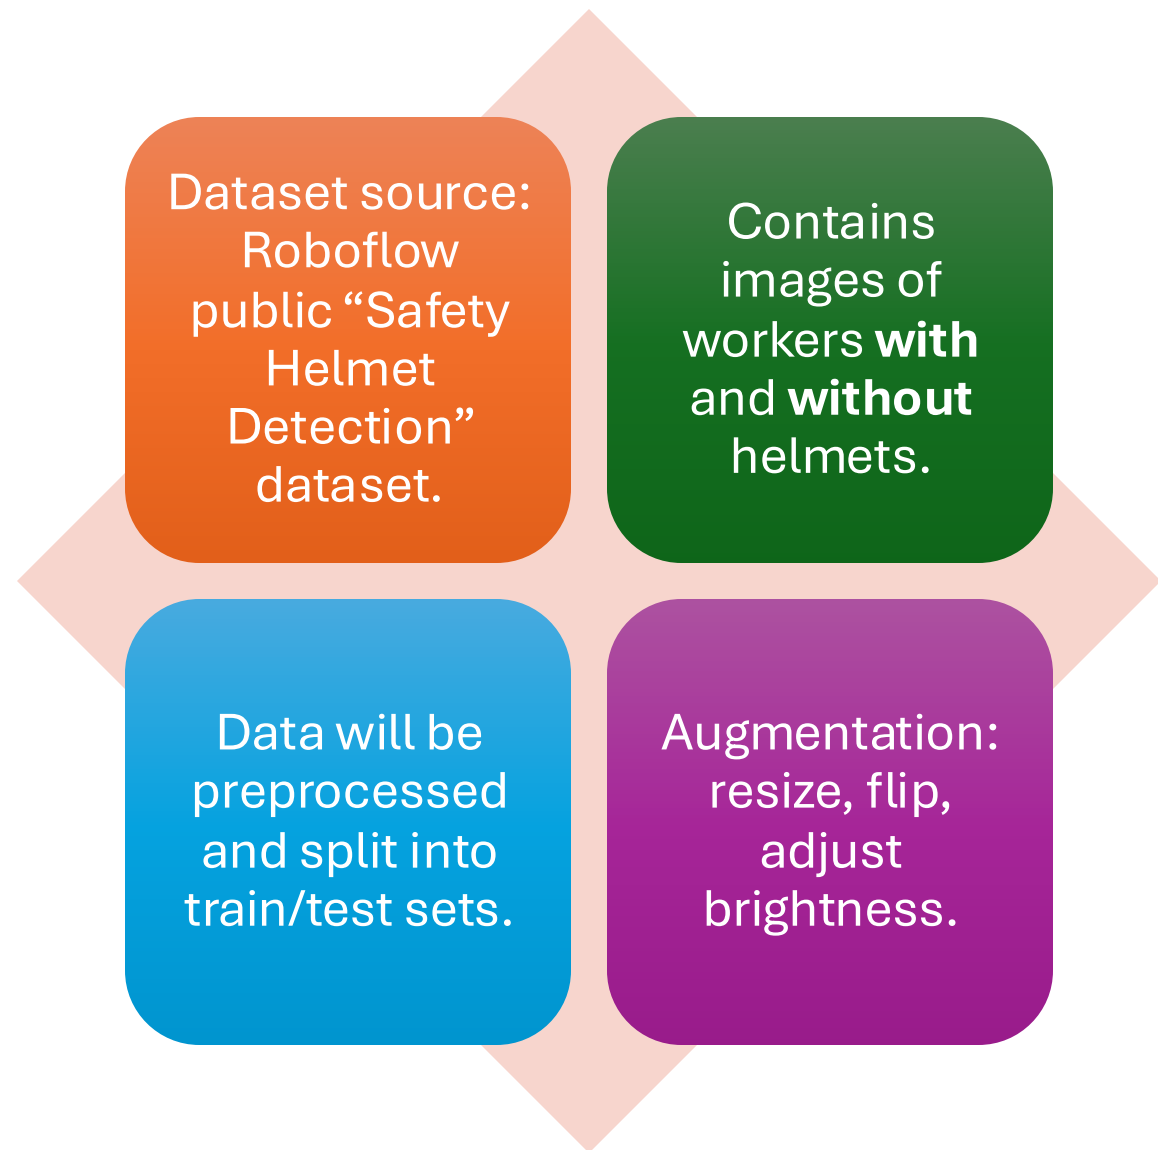 Dataset source:
Roboflow
public “Safety
Helmet
Detection”
dataset.
Contains
images of
workers with
and without
helmets.
Data will be
preprocessed
and split into
train/test sets.
Augmentation:
resize, flip,
adjust
brightness.